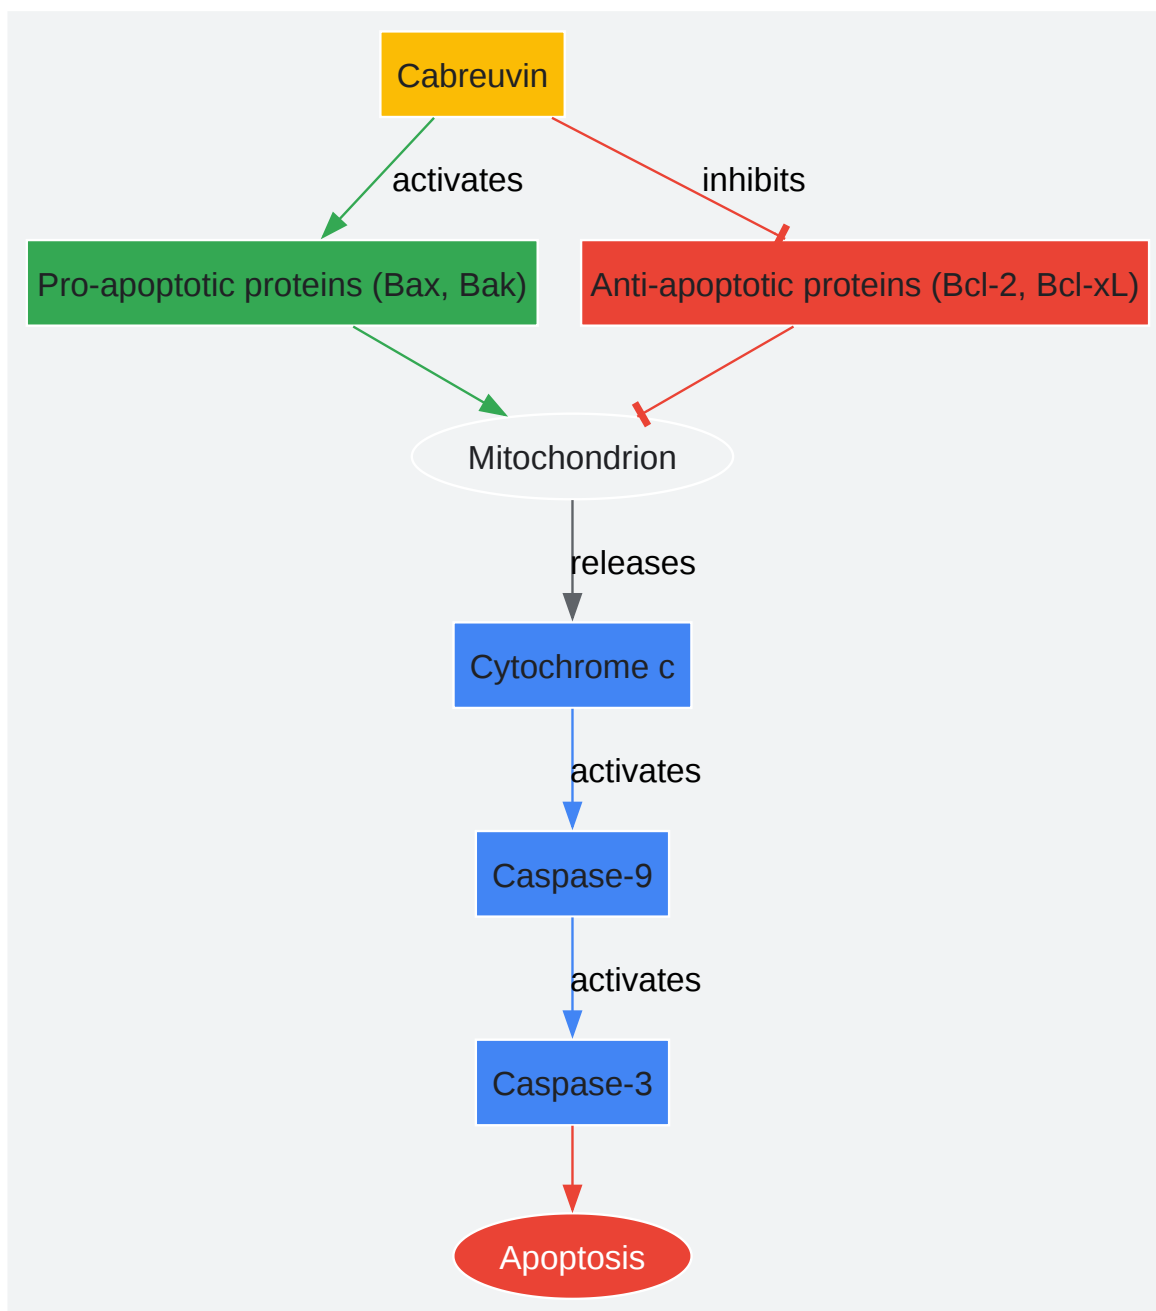 Cabreuvin
activates
inhibits
Pro-apoptotic proteins (Bax, Bak)
Anti-apoptotic proteins (Bcl-2, Bcl-xL)
Mitochondrion
releases
Cytochrome c
activates
Caspase-9
activates
Caspase-3
Apoptosis